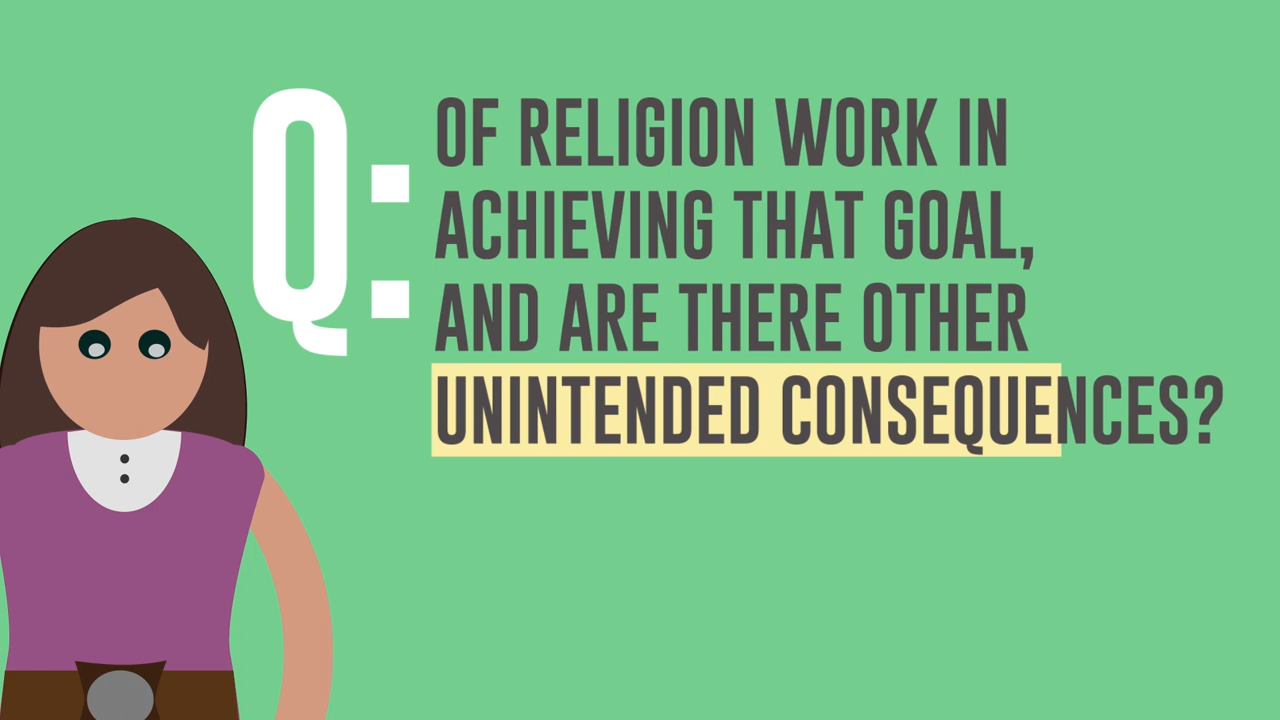 Q:
OF RELIGION WORK IN
ACHIEVING THAT GOAL,
AND ARE THERE OTHER
UNINTENDED CONSEQUENCES?